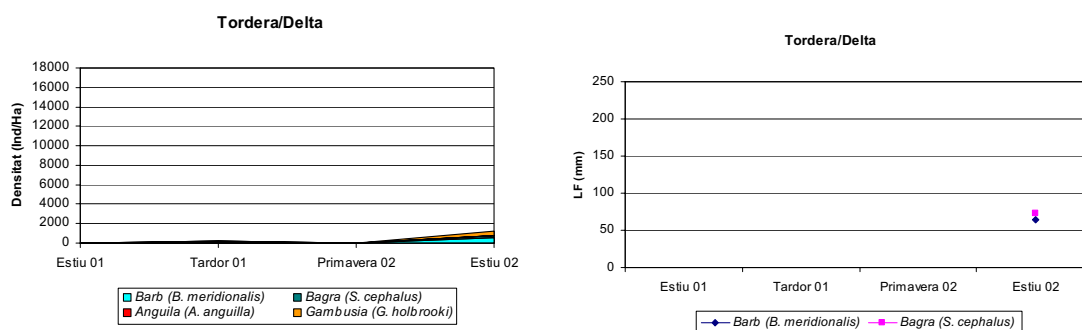 Tordera/Delta
18000
16000
14000
12000
10000
8000
6000
4000
2000
0
Densitat (Ind/Ha)
Estiu 01 Tardor 01 Primavera 02 Estiu 02
Barb (B. meridionalis) Bagra (S. cephalus)
Anguila (A. anguilla) Gambusia (G. holbrooki)
Tordera/Delta
250
200
150
100
50
0
LF (mm)
Estiu 01 Tardor 01 Primavera 02 Estiu 02
Barb (B. meridionalis) Bagra (S. cephalus)